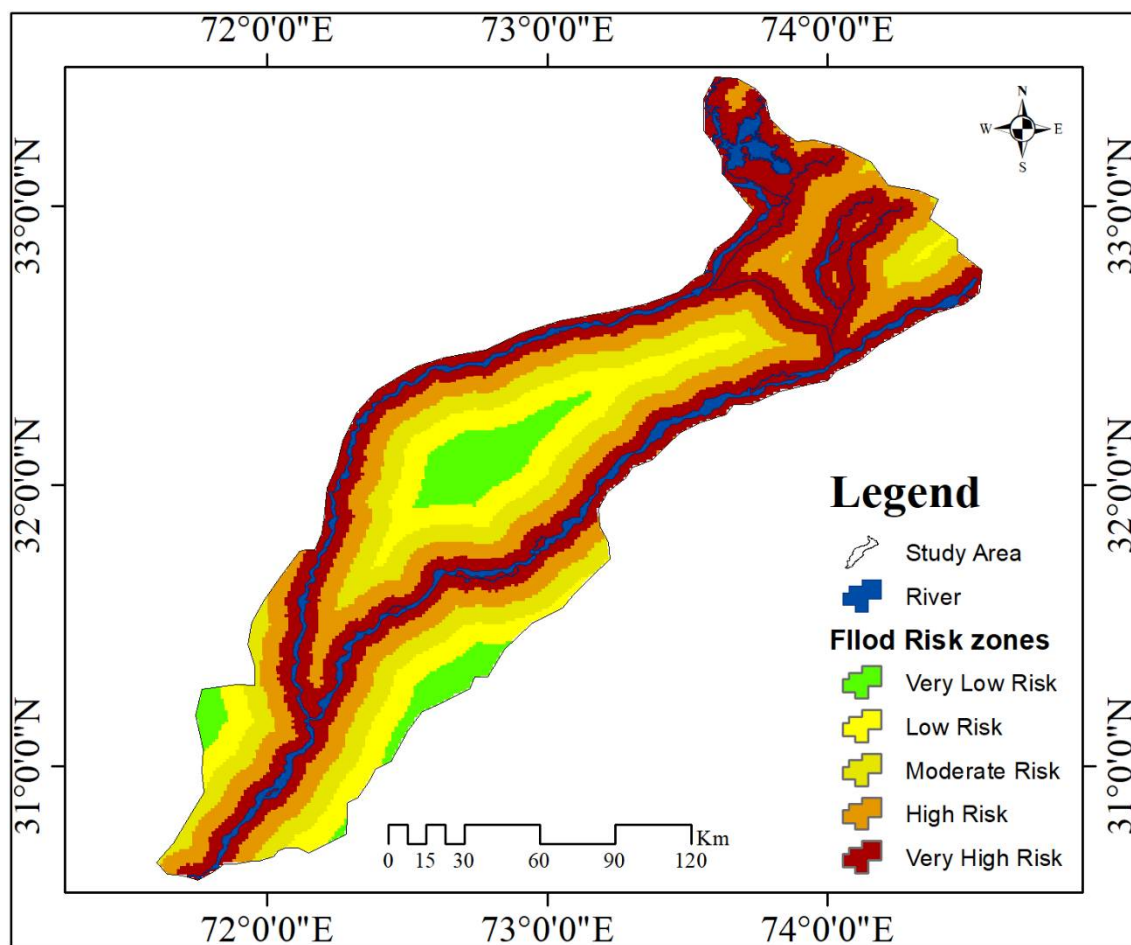 72°0'0"E 73°0'0"E 74°0'0"E
N
W E
S
33°0'0"N 33°0'0"N
32°0'0"N 32°0'0"N
31°0'0"N 31°0'0"N
Legend
Study Area
River
Fllod Risk zones
Very Low Risk
Low Risk
Moderate Risk
High Risk
Very High Risk
Km
0 15 30 60 90 120
72°0'0"E 73°0'0"E 74°0'0"E